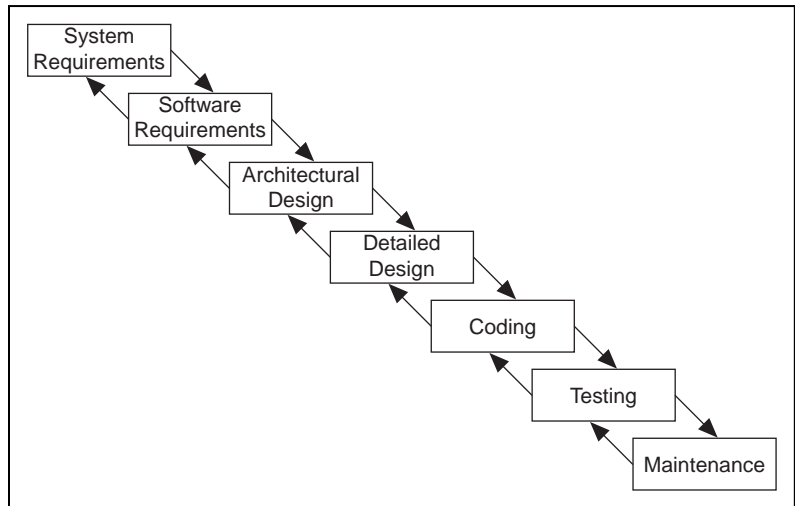 System
Requirements
Software
Requirements
Architectural
Design
Detailed
Design
Coding
Testing
Maintenance